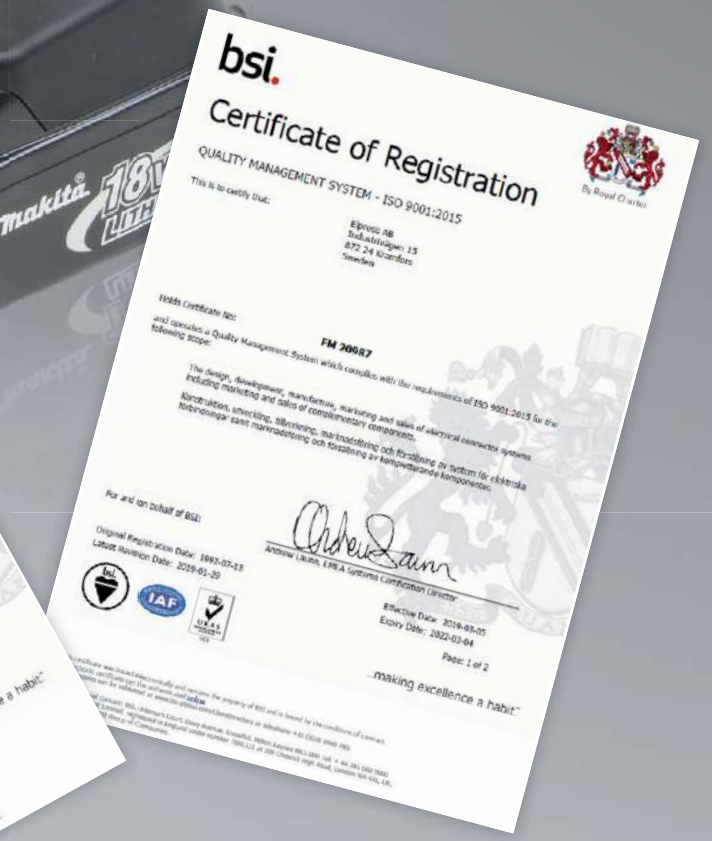 makita®
18V
LITH
bsi.
Certificate of Registration
By Royal Charter
QUALITY MANAGEMENT SYSTEM - ISO 9001:2015
This is to certify that:
Elpress AB
Industrivägen 15
872 24 Kramfors
Sweden
Holds Certificate No:
FM 20987
and operates a Quality Management System which complies with the requirements of ISO 9001:2015 for the
following scope:
The design, development, manufacture, marketing and sales of electrical connector systems
including marketing and sales of complementary components.
Konstruktion, utveckling, tillverkning, marknadsföring och försäljning av system för elektriska
förbindningar samt marknadsföring och försäljning av kompletterande komponenter.
For and on behalf of BSI:
Andrew Launn, EMEA Systems Certification Director
Original Registration Date: 1992-07-13
Latest Revision Date: 2019-01-29
Effective Date: 2019-03-05
Expiry Date: 2022-03-04
Page: 1 of 2
bsi.
IAF
UKAS
...making excellence a habit.™
e a habit.™